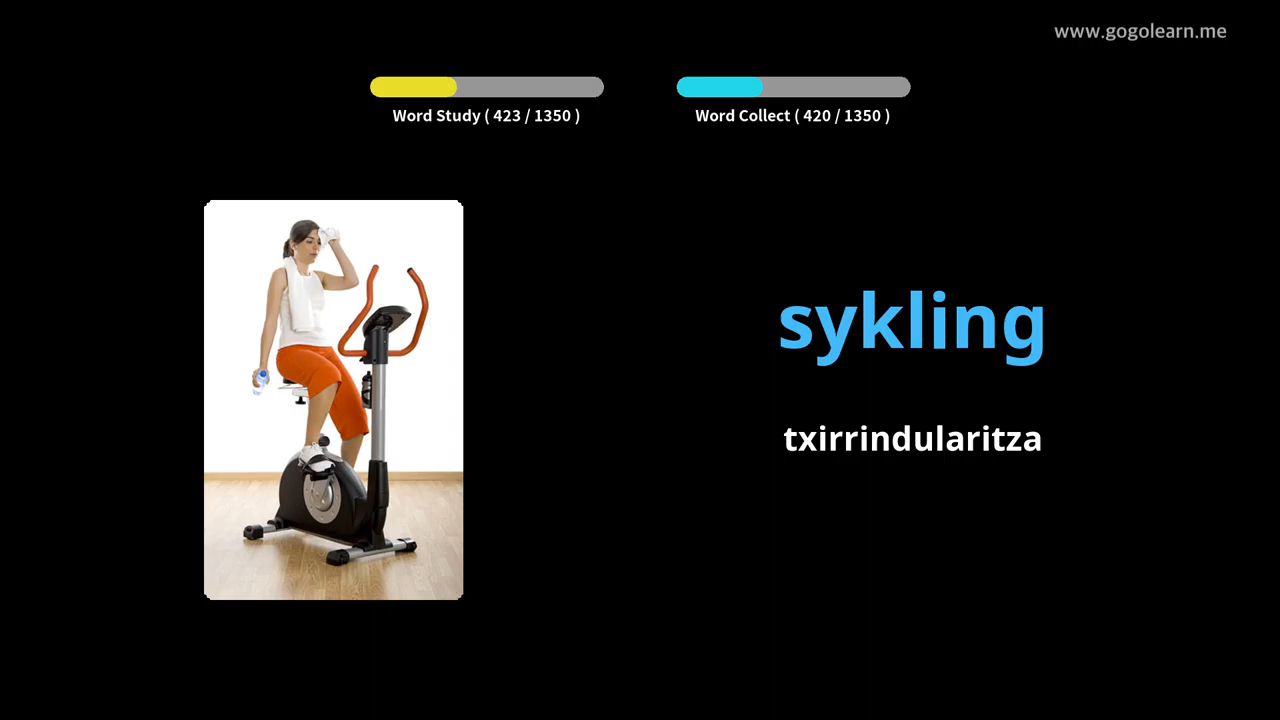 www.gogolearn.me
Word Study ( 423 / 1350 )
Word Collect ( 420 / 1350 )
sykling
txirrindularitza